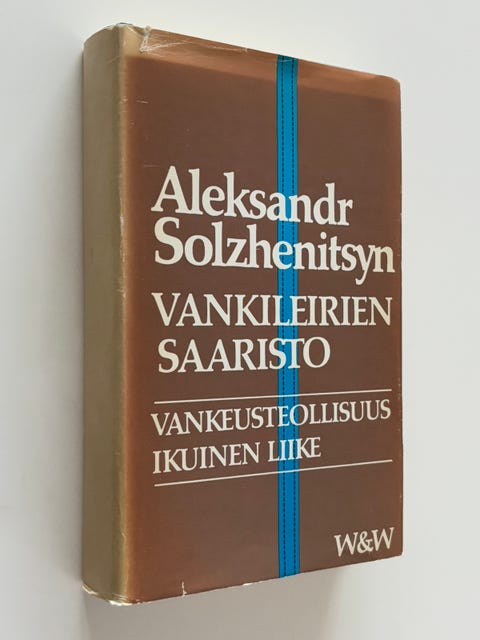 Aleksandr
Solzhenitsyn
VANKILEIRIEN
SAARISTO
VANKEUSTEOLLISUUS
IKUINEN LIIKE
W&W